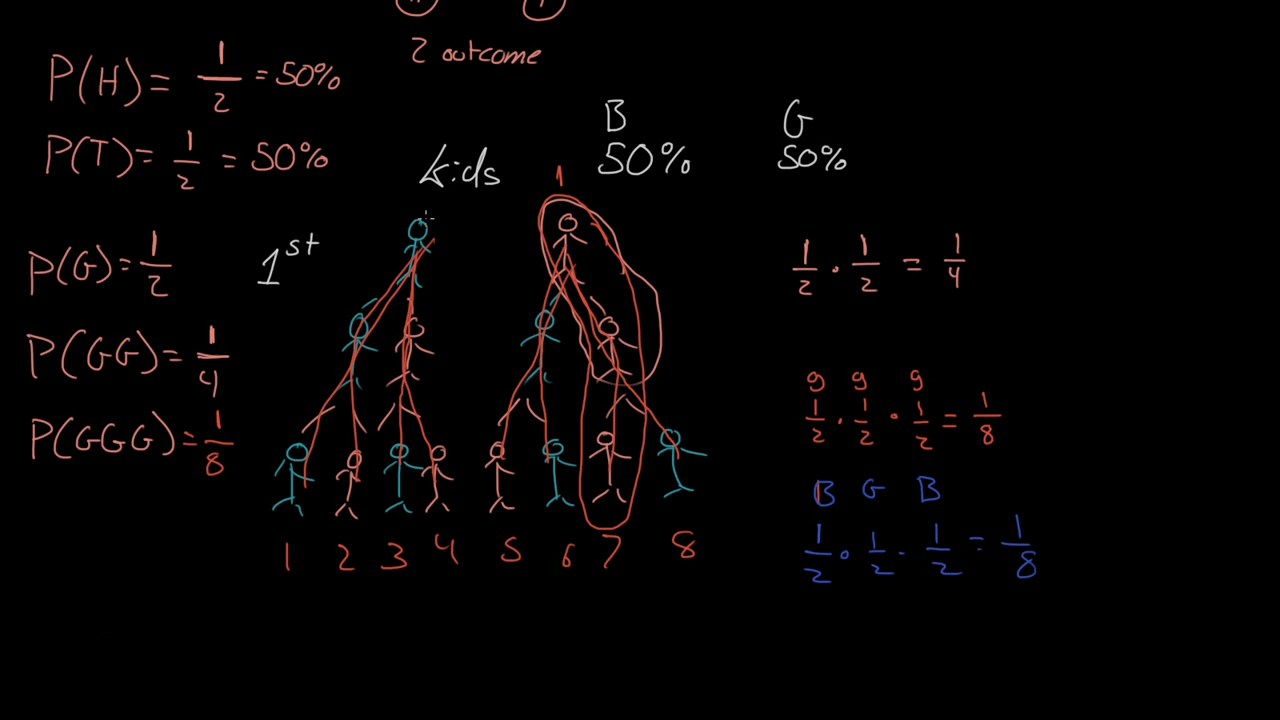 2 outcome
P(H) = 1/2 = 50%
P(T) = 1/2 = 50%
kids
B 50%
G 50%
1
1st
P(G) = 1/2
P(GG) = 1/4
P(GGG) = 1/8
1/2 · 1/2 = 1/4
g g g
1/2 · 1/2 · 1/2 = 1/8
B G B
1/2 · 1/2 · 1/2 = 1/8
1 2 3 4 5 6 7 8